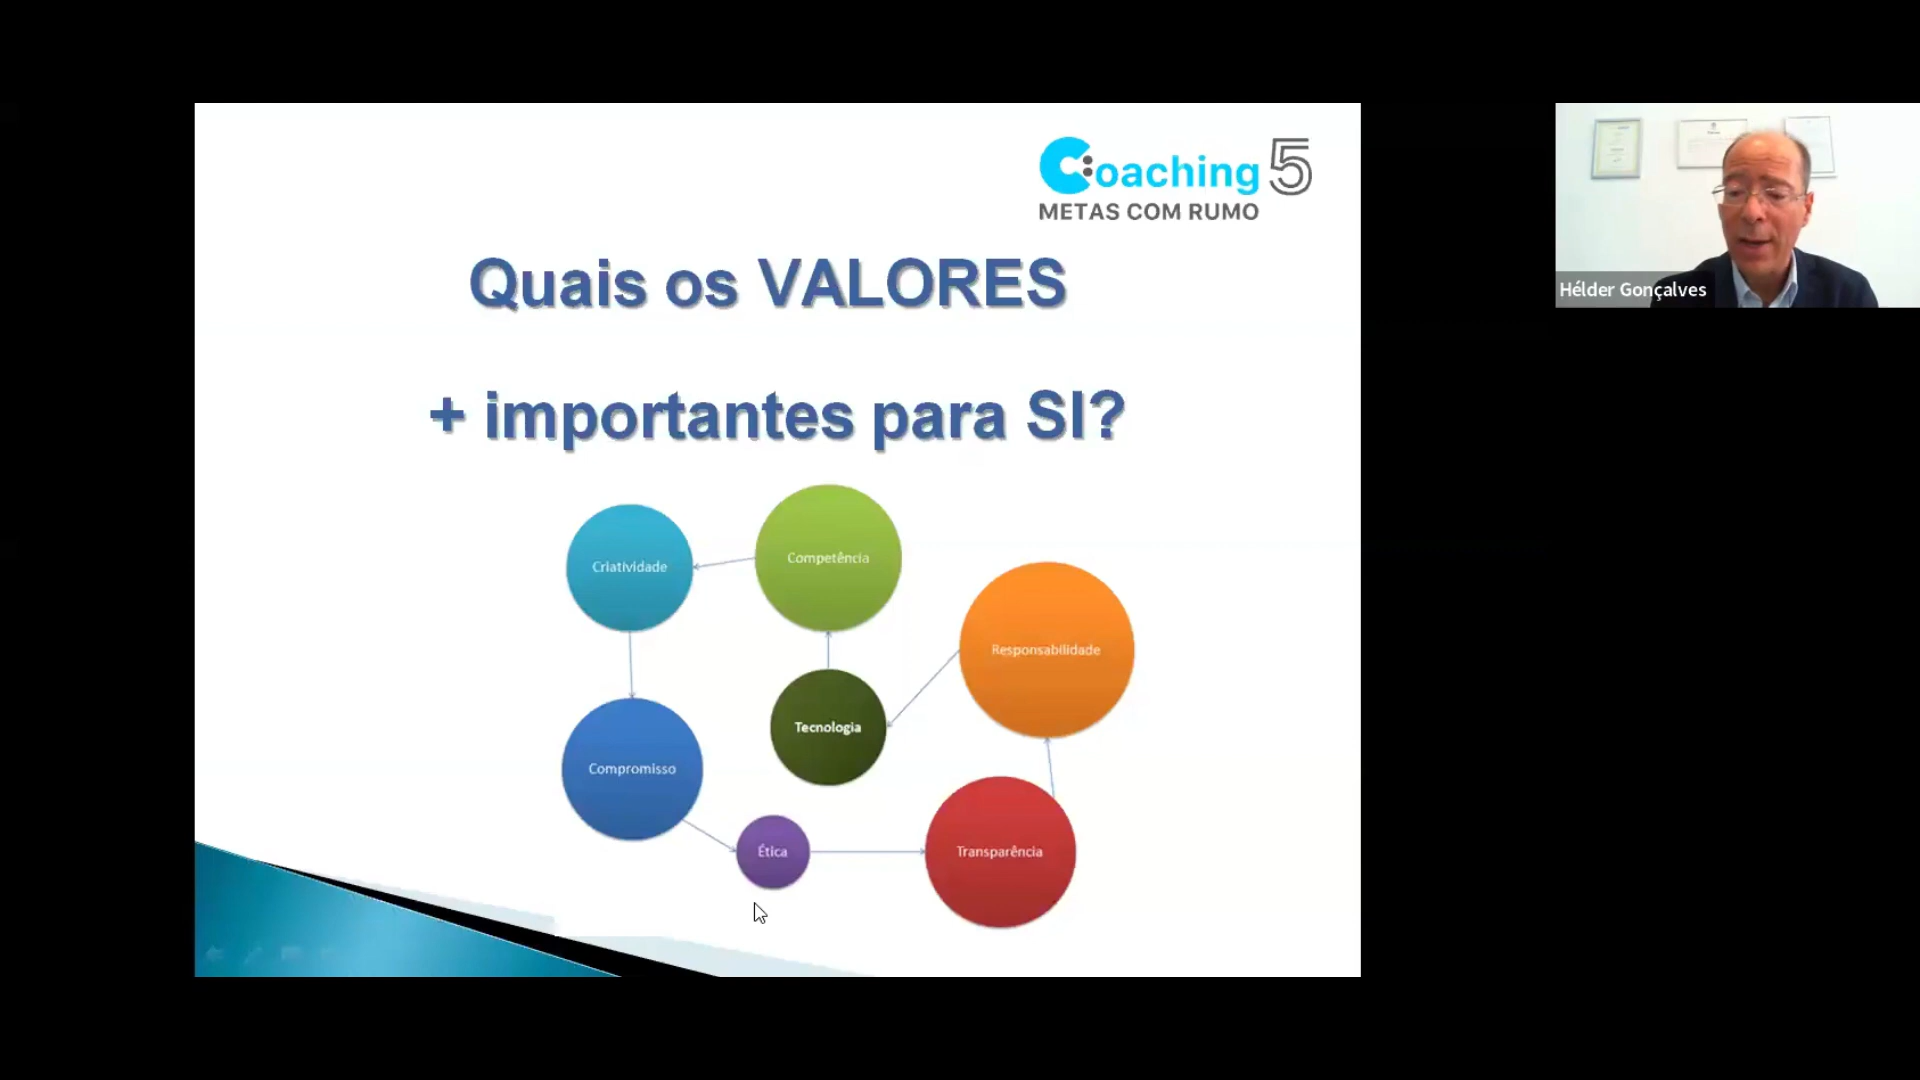 Coaching 5
METAS COM RUMO
Quais os VALORES
+ importantes para SI?
Criatividade
Competência
Responsabilidade
Tecnologia
Compromisso
Ética
Transparência
Hélder Gonçalves